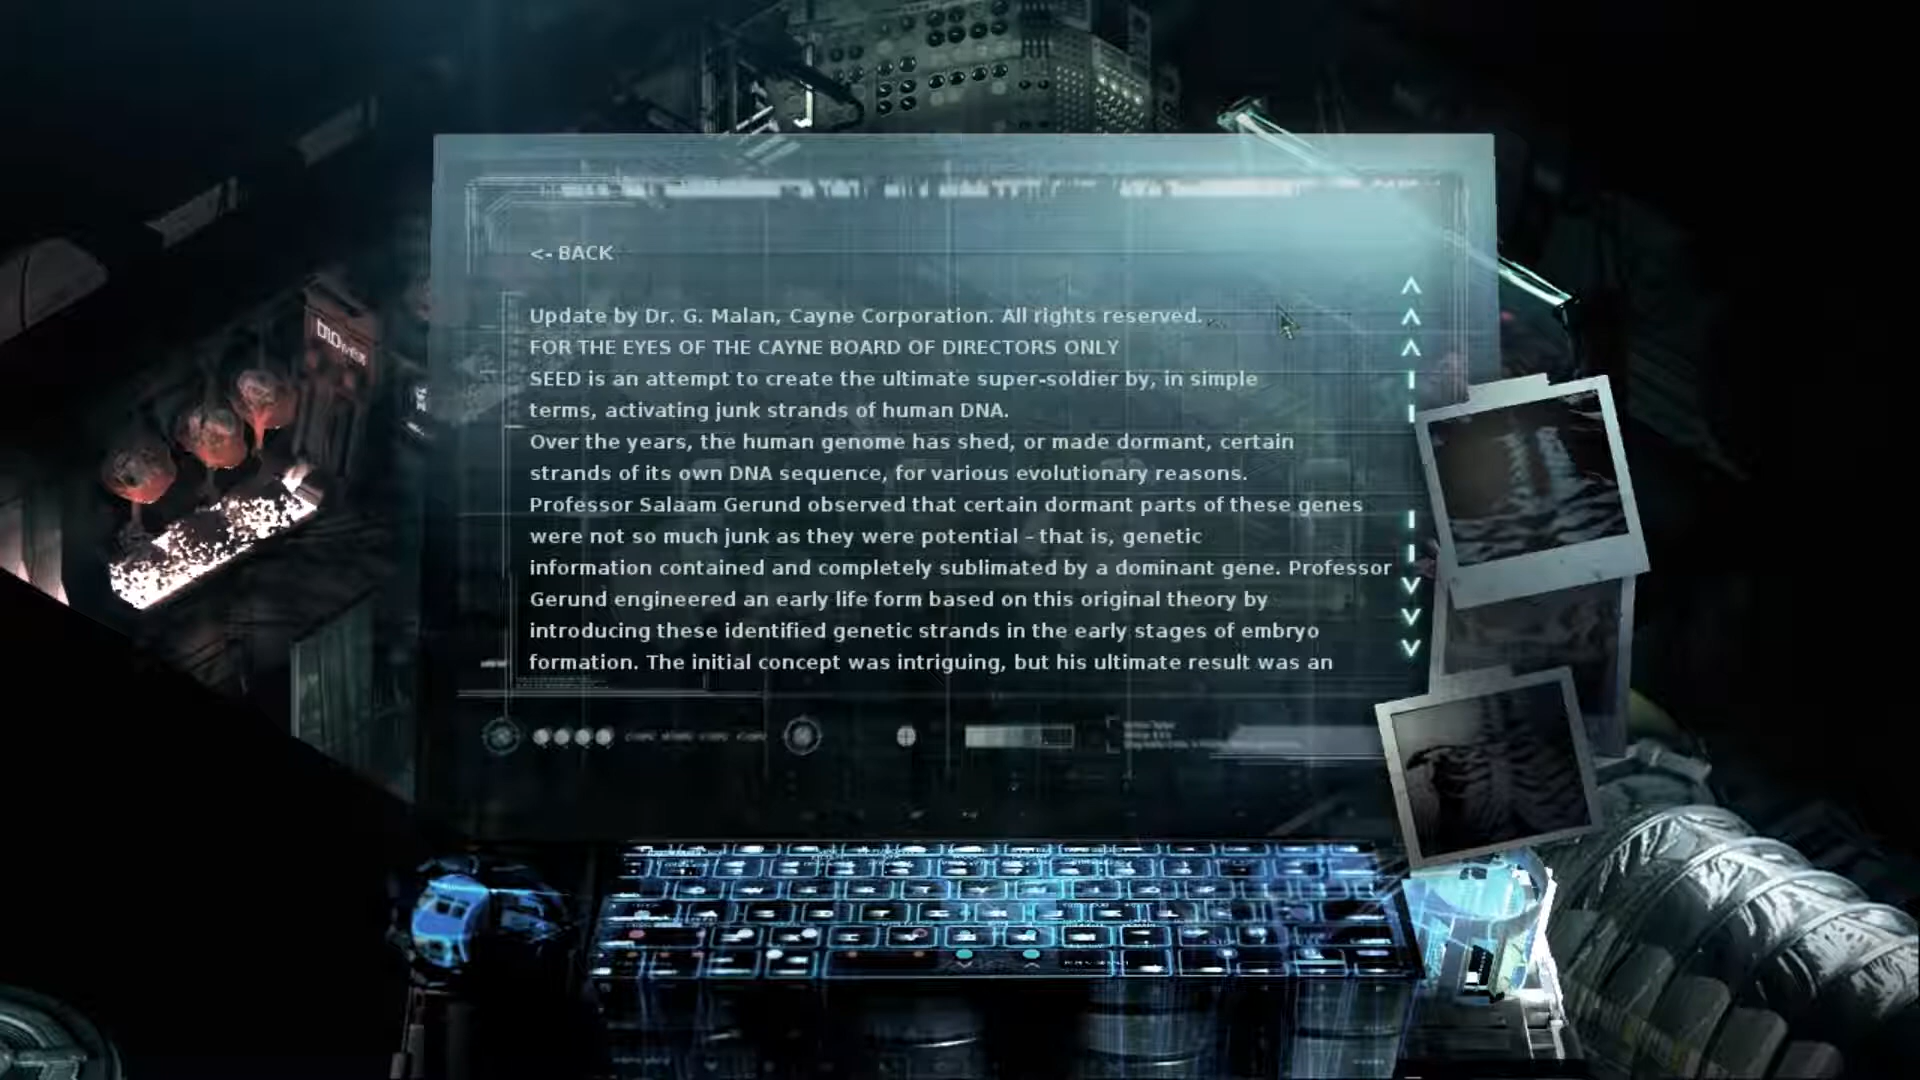 <- BACK
Update by Dr. G. Malan, Cayne Corporation. All rights reserved.
FOR THE EYES OF THE CAYNE BOARD OF DIRECTORS ONLY
SEED is an attempt to create the ultimate super-soldier by, in simple
terms, activating junk strands of human DNA.
Over the years, the human genome has shed, or made dormant, certain
strands of its own DNA sequence, for various evolutionary reasons.
Professor Salaam Gerund observed that certain dormant parts of these genes
were not so much junk as they were potential – that is, genetic
information contained and completely sublimated by a dominant gene. Professor
Gerund engineered an early life form based on this original theory by
introducing these identified genetic strands in the early stages of embryo
formation. The initial concept was intriguing, but his ultimate result was an